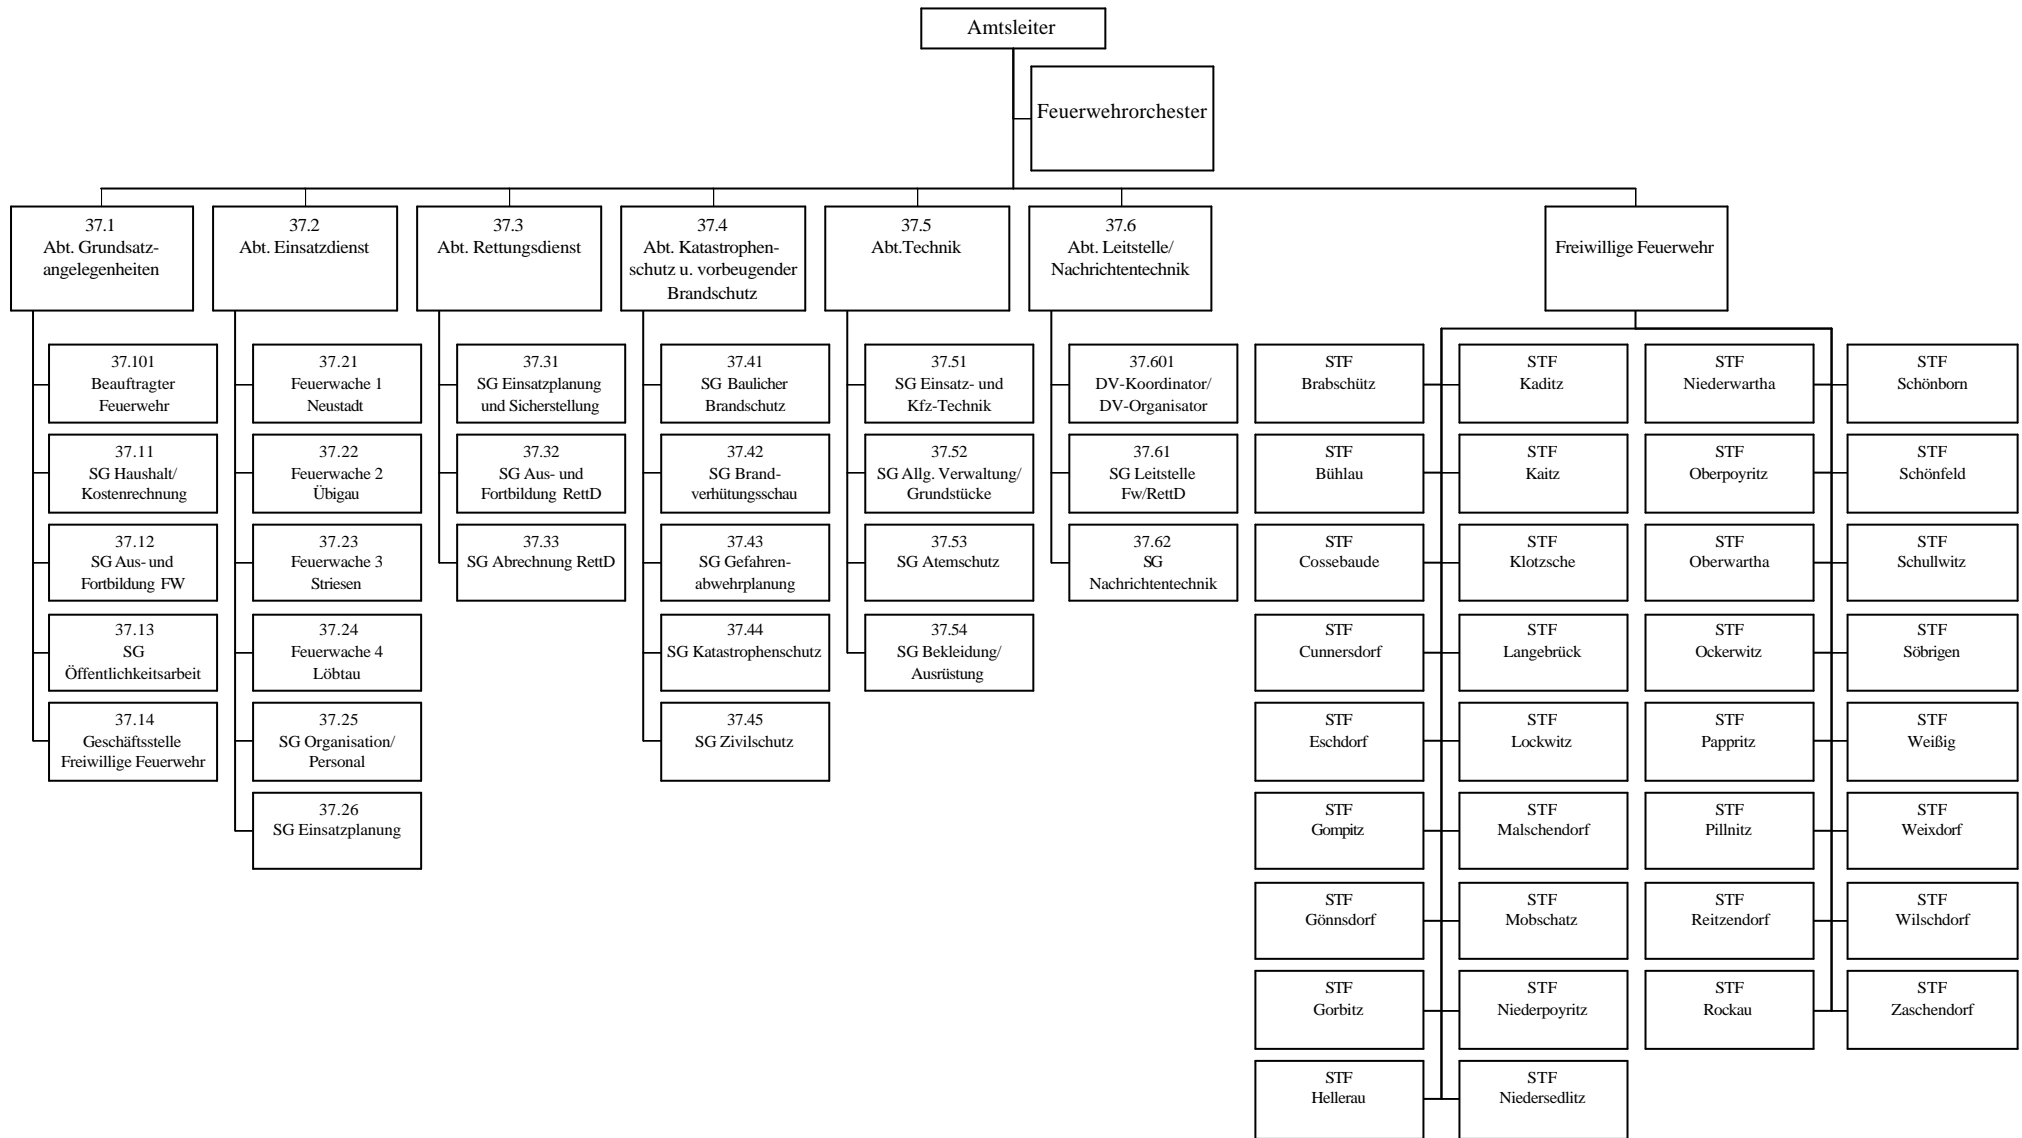 Amtsleiter
Feuerwehrorchester
37.1
Abt. Grundsatz-
angelegenheiten
37.2
Abt. Einsatzdienst
37.3
Abt. Rettungsdienst
37.4
Abt. Katastrophen-
schutz u. vorbeugender
Brandschutz
37.5
Abt.Technik
37.6
Abt. Leitstelle/
Nachrichtentechnik
Freiwillige Feuerwehr
37.101
Beauftragter
Feuerwehr
37.11
SG Haushalt/
Kostenrechnung
37.12
SG Aus- und
Fortbildung FW
37.13
SG
Öffentlichkeitsarbeit
37.14
Geschäftsstelle
Freiwillige Feuerwehr
37.21
Feuerwache 1
Neustadt
37.22
Feuerwache 2
Übigau
37.23
Feuerwache 3
Striesen
37.24
Feuerwache 4
Löbtau
37.25
SG Organisation/
Personal
37.26
SG Einsatzplanung
37.31
SG Einsatzplanung
und Sicherstellung
37.32
SG Aus- und
Fortbildung RettD
37.33
SG Abrechnung RettD
37.41
SG Baulicher
Brandschutz
37.42
SG Brand-
verhütungsschau
37.43
SG Gefahren-
abwehrplanung
37.44
SG Katastrophenschutz
37.45
SG Zivilschutz
37.51
SG Einsatz- und
Kfz-Technik
37.52
SG Allg. Verwaltung/
Grundstücke
37.53
SG Atemschutz
37.54
SG Bekleidung/
Ausrüstung
37.601
DV-Koordinator/
DV-Organisator
37.61
SG Leitstelle
Fw/RettD
37.62
SG
Nachrichtentechnik
STF
Brabschütz
STF
Bühlau
STF
Cossebaude
STF
Cunnersdorf
STF
Eschdorf
STF
Gompitz
STF
Gönnsdorf
STF
Gorbitz
STF
Hellerau
STF
Kaditz
STF
Kaitz
STF
Klotzsche
STF
Langebrück
STF
Lockwitz
STF
Malschendorf
STF
Mobschatz
STF
Niederpoyritz
STF
Niedersedlitz
STF
Niederwartha
STF
Oberpoyritz
STF
Oberwartha
STF
Ockerwitz
STF
Pappritz
STF
Pillnitz
STF
Reitzendorf
STF
Rockau
STF
Schönborn
STF
Schönfeld
STF
Schullwitz
STF
Söbrigen
STF
Weißig
STF
Weixdorf
STF
Wilschdorf
STF
Zaschendorf